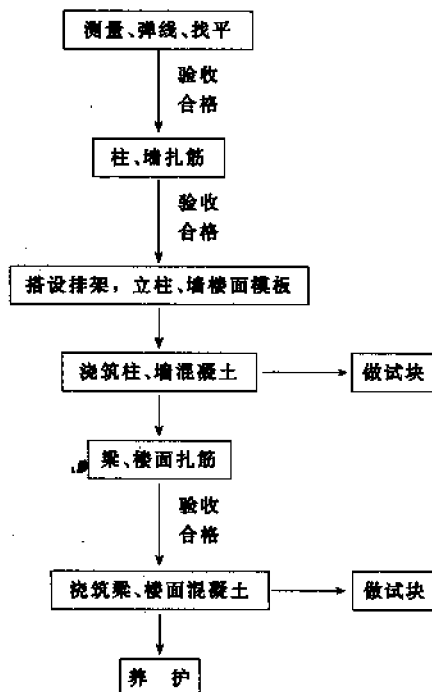 测量、弹线、找平
验收
合格
柱、墙扎筋
验收
合格
搭设排架,立柱、墙楼面模板
浇筑柱、墙混凝土
做试块
梁、楼面扎筋
验收
合格
浇筑梁、楼面混凝土
做试块
养 护